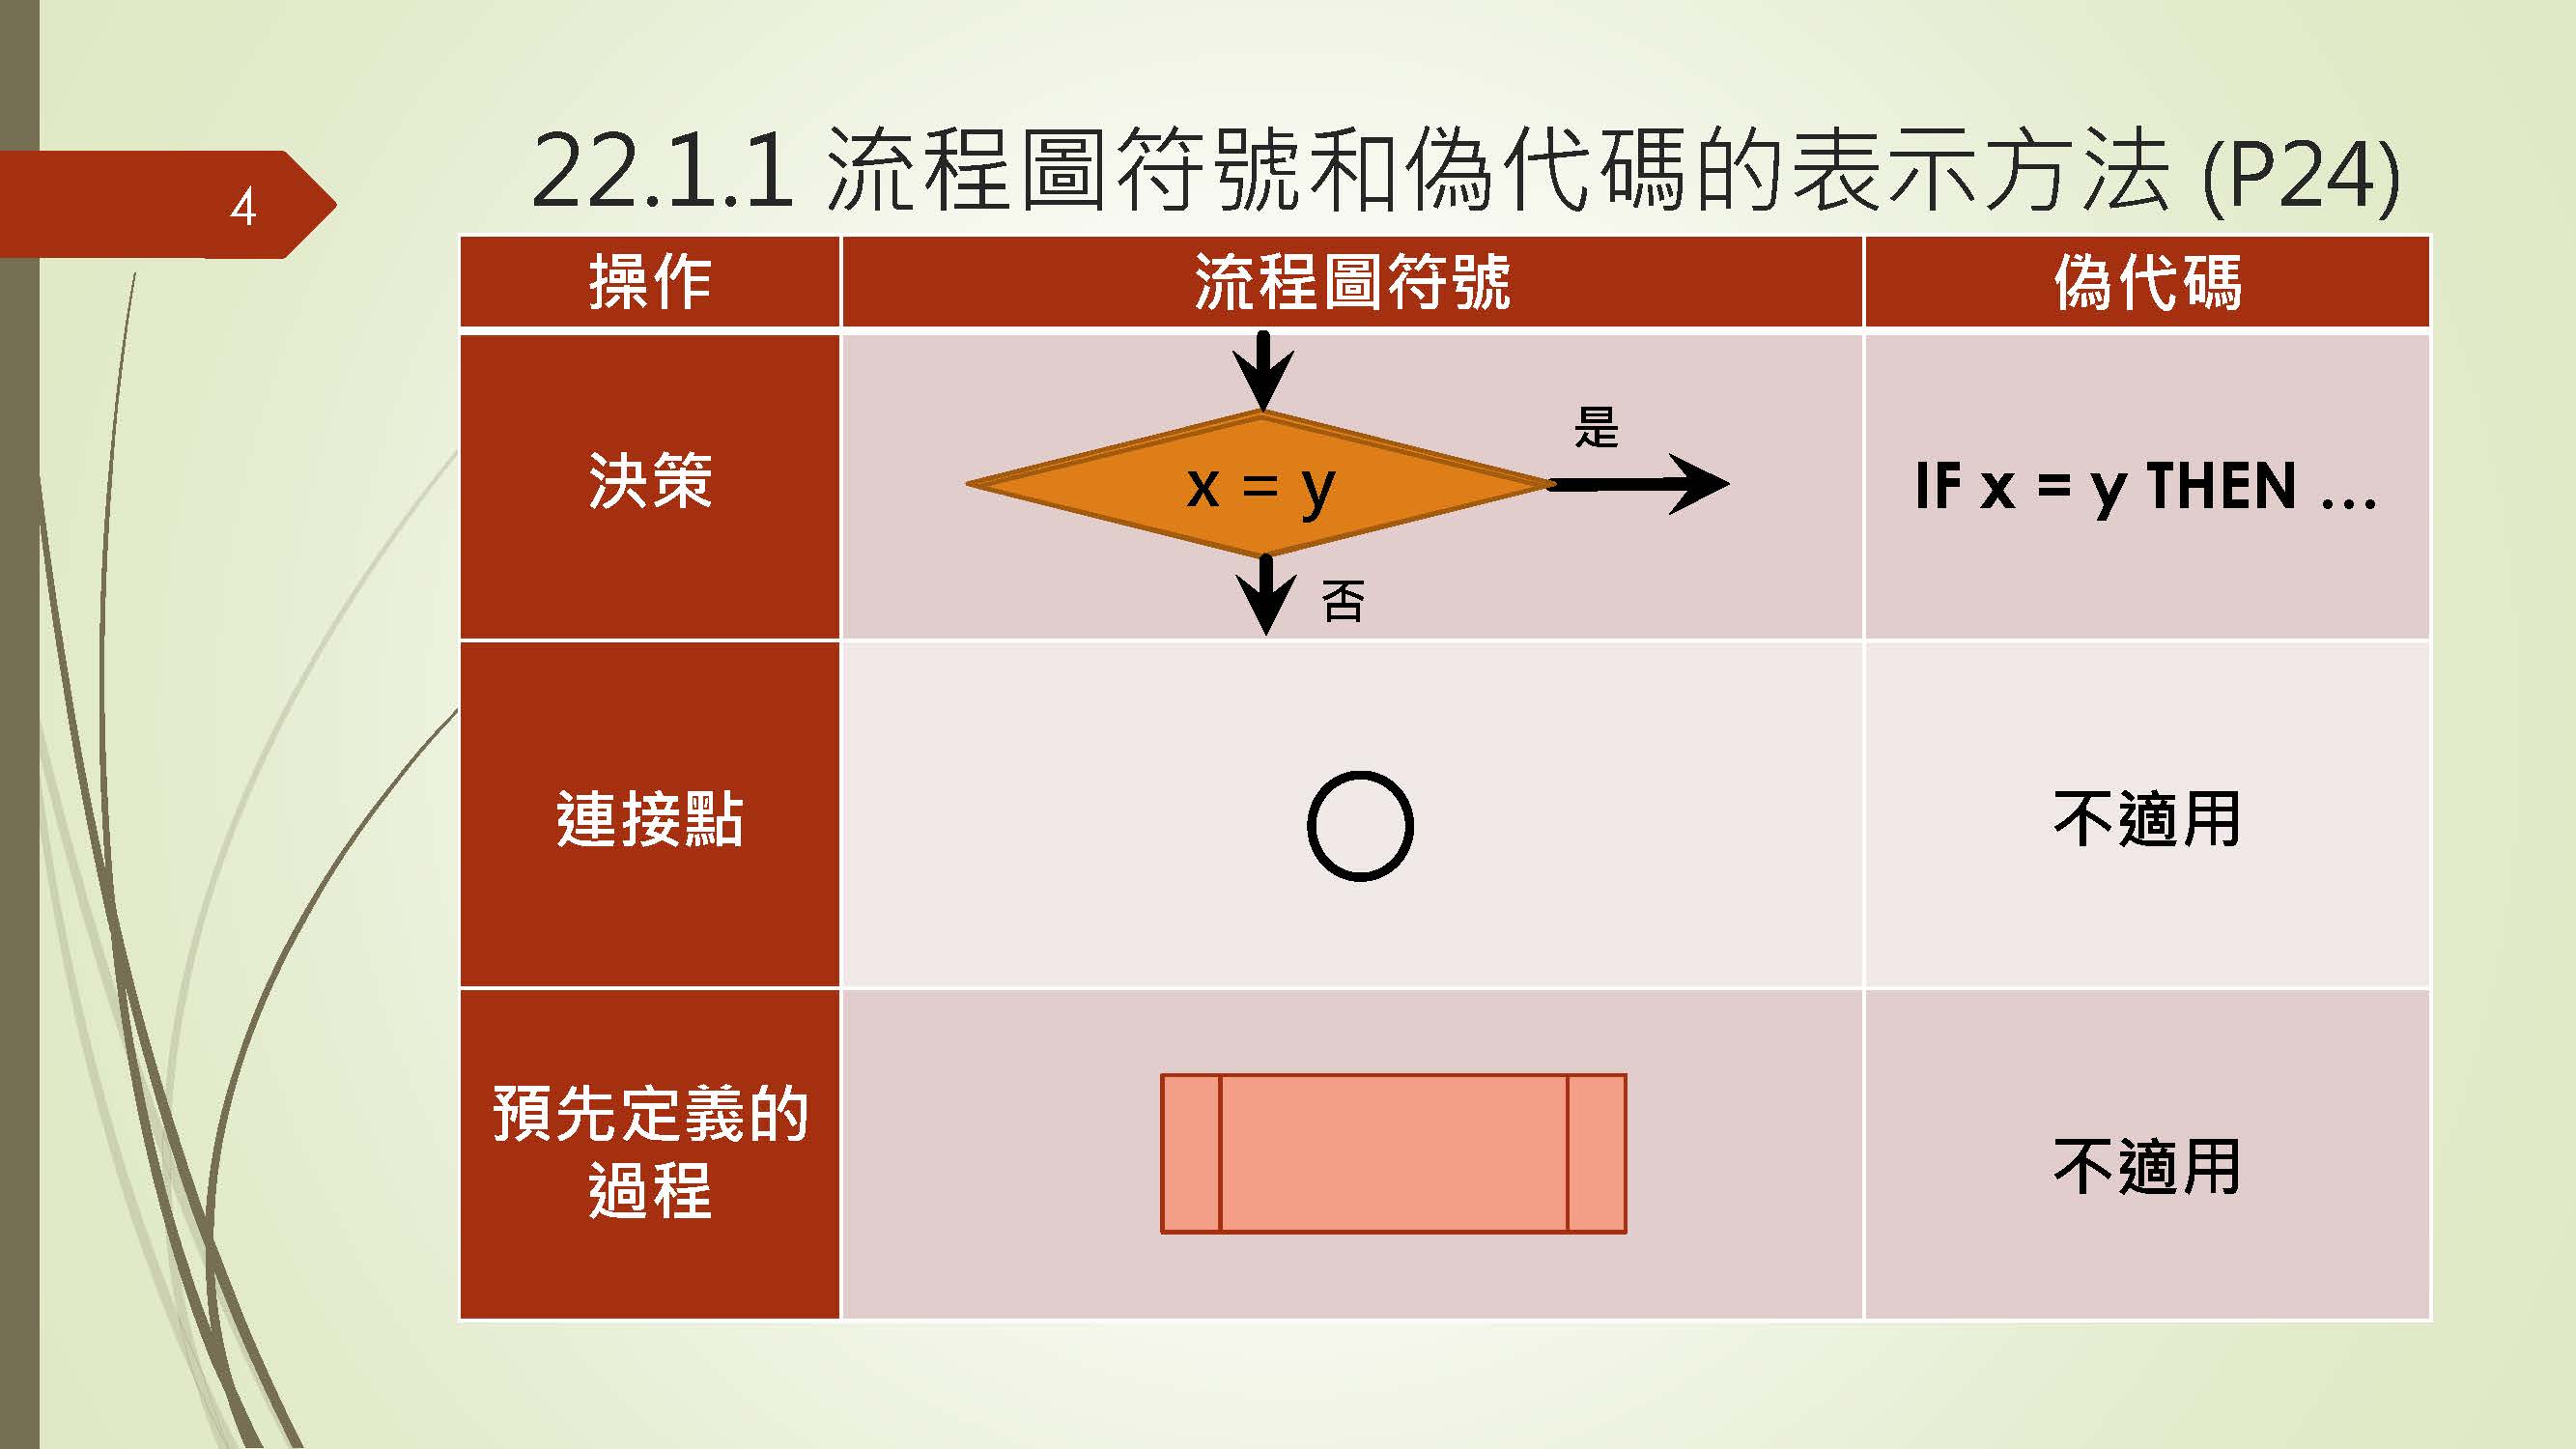 4
22.1.1 流程圖符號和偽代碼的表示方法 (P24)
操作
流程圖符號
偽代碼
決策
x = y
是
否
IF x = y THEN …
連接點
不適用
預先定義的
過程
不適用